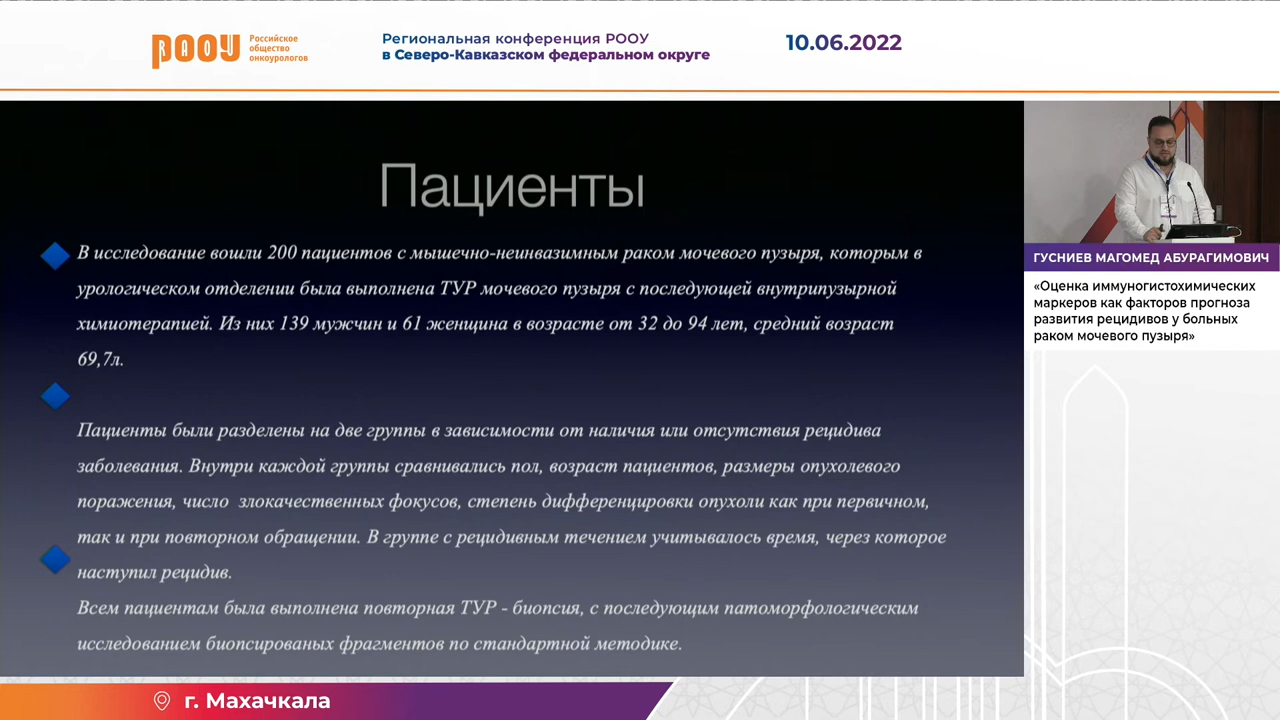 РООУ
Российское
общество
онкоурологов
Региональная конференция РООУ
в Северо-Кавказском федеральном округе
10.06.2022
Пациенты
В исследование вошли 200 пациентов с мышечно-неинвазимным раком мочевого пузыря, которым в
урологическом отделении была выполнена ТУР мочевого пузыря с последующей внутрипузырной
химиотерапией. Из них 139 мужчин и 61 женщина в возрасте от 32 до 94 лет, средний возраст
69,7л.
Пациенты были разделены на две группы в зависимости от наличия или отсутствия рецидива
заболевания. Внутри каждой группы сравнивались пол, возраст пациентов, размеры опухолевого
поражения, число злокачественных фокусов, степень дифференцировки опухоли как при первичном,
так и при повторном обращении. В группе с рецидивным течением учитывалось время, через которое
наступил рецидив.
Всем пациентам была выполнена повторная ТУР - биопсия, с последующим патоморфологическим
исследованием биопсированых фрагментов по стандартной методике.
ГУСНИЕВ МАГОМЕД АБУРАГИМОВИЧ
«Оценка иммуногистохимических
маркеров как факторов прогноза
развития рецидивов у больных
раком мочевого пузыря»
г. Махачкала